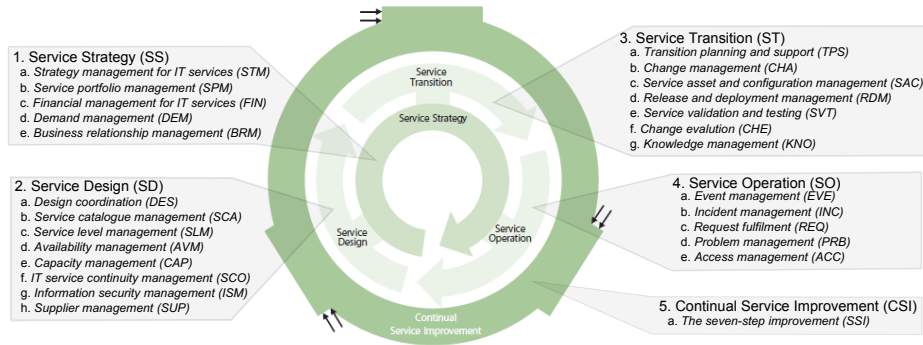 1. Service Strategy (SS)
a. Strategy management for IT services (STM)
b. Service portfolio management (SPM)
c. Financial management for IT services (FIN)
d. Demand management (DEM)
e. Business relationship management (BRM)
2. Service Design (SD)
a. Design coordination (DES)
b. Service catalogue management (SCA)
c. Service level management (SLM)
d. Availability management (AVM)
e. Capacity management (CAP)
f. IT service continuity management (SCO)
g. Information security management (ISM)
h. Supplier management (SUP)
Service
Transition
Service Strategy
Service
Design
Service
Operation
Continual
Service Improvement
3. Service Transition (ST)
a. Transition planning and support (TPS)
b. Change management (CHA)
c. Service asset and configuration management (SAC)
d. Release and deployment management (RDM)
e. Service validation and testing (SVT)
f. Change evalution (CHE)
g. Knowledge management (KNO)
4. Service Operation (SO)
a. Event management (EVE)
b. Incident management (INC)
c. Request fulfilment (REQ)
d. Problem management (PRB)
e. Access management (ACC)
5. Continual Service Improvement (CSI)
a. The seven-step improvement (SSI)